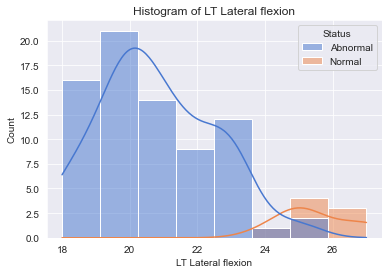 Histogram of LT Lateral flexion
Status
Abnormal
Normal
Count
20.0
17.5
15.0
12.5
10.0
7.5
5.0
2.5
0.0
18 20 22 24 26
LT Lateral flexion